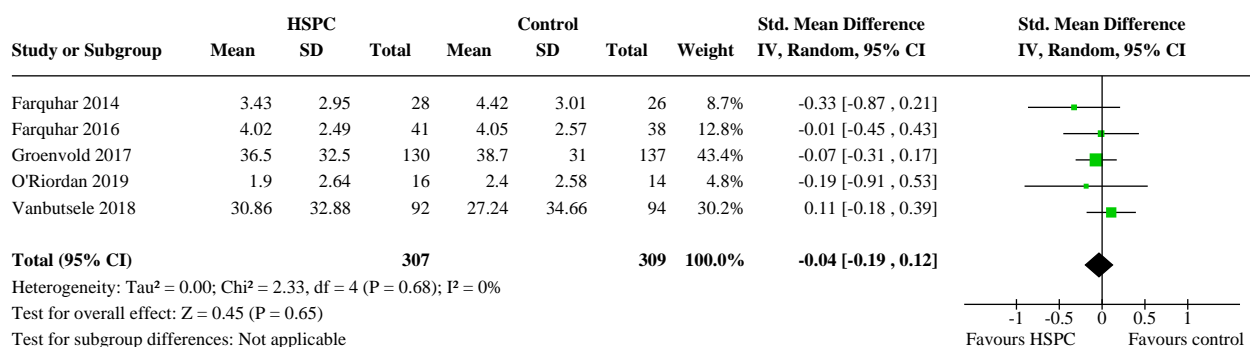 HSPC Control Std. Mean Difference Std. Mean Difference
Study or Subgroup Mean SD Total Mean SD Total Weight IV, Random, 95% CI IV, Random, 95% CI
Farquhar 2014 3.43 2.95 28 4.42 3.01 26 8.7% -0.33 [-0.87 , 0.21]
Farquhar 2016 4.02 2.49 41 4.05 2.57 38 12.8% -0.01 [-0.45 , 0.43]
Groenvold 2017 36.5 32.5 130 38.7 31 137 43.4% -0.07 [-0.31 , 0.17]
O'Riordan 2019 1.9 2.64 16 2.4 2.58 14 4.8% -0.19 [-0.91 , 0.53]
Vanbutsele 2018 30.86 32.88 92 27.24 34.66 94 30.2% 0.11 [-0.18 , 0.39]
Total (95% CI) 307 309 100.0% -0.04 [-0.19 , 0.12]
Heterogeneity: Tau² = 0.00; Chi² = 2.33, df = 4 (P = 0.68); I² = 0%
Test for overall effect: Z = 0.45 (P = 0.65)
-1 -0.5 0 0.5 1
Test for subgroup differences: Not applicable
Favours HSPC Favours control